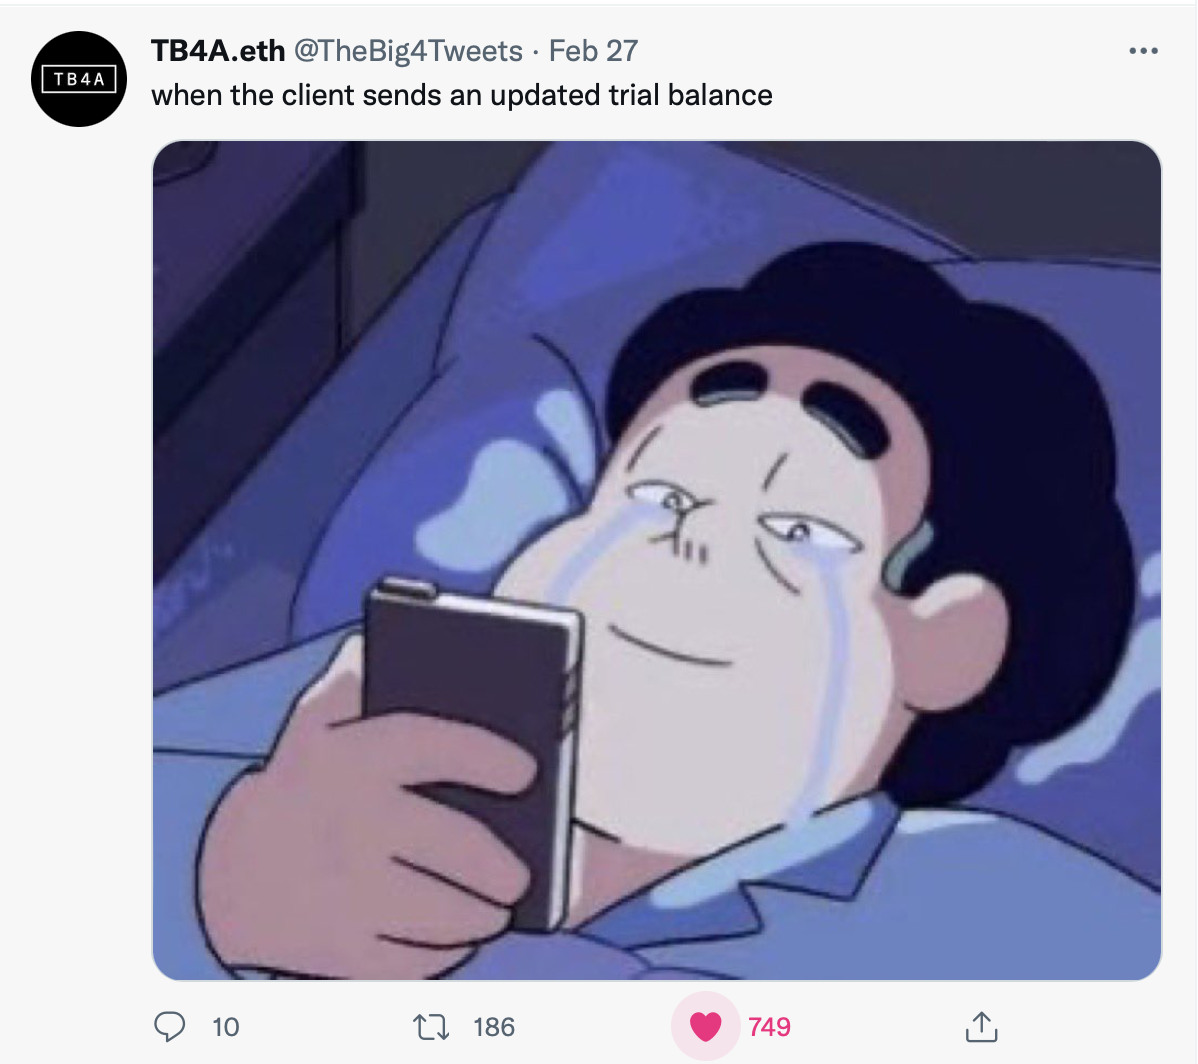 TB4A
TB4A.eth @TheBig4Tweets · Feb 27
when the client sends an updated trial balance
10 186 749